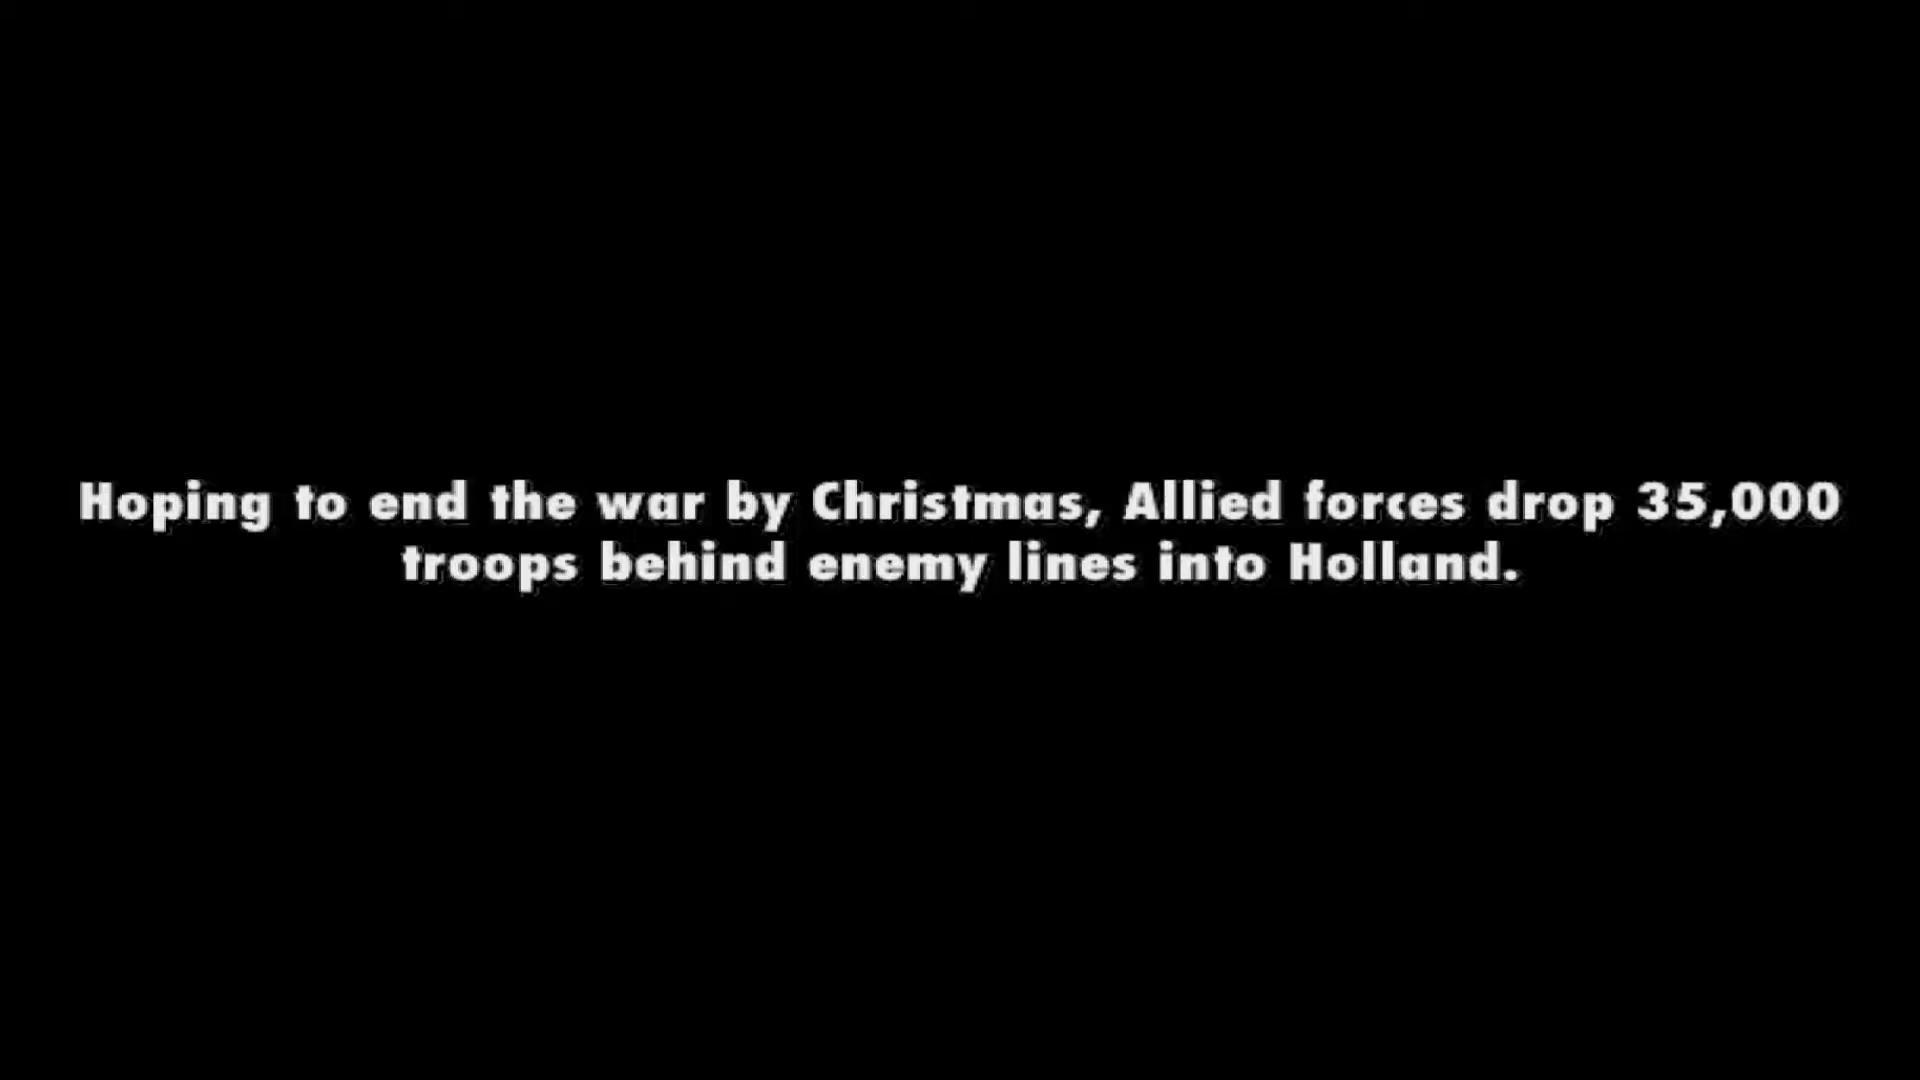 Hoping to end the war by Christmas, Allied forces drop 35,000
troops behind enemy lines into Holland.